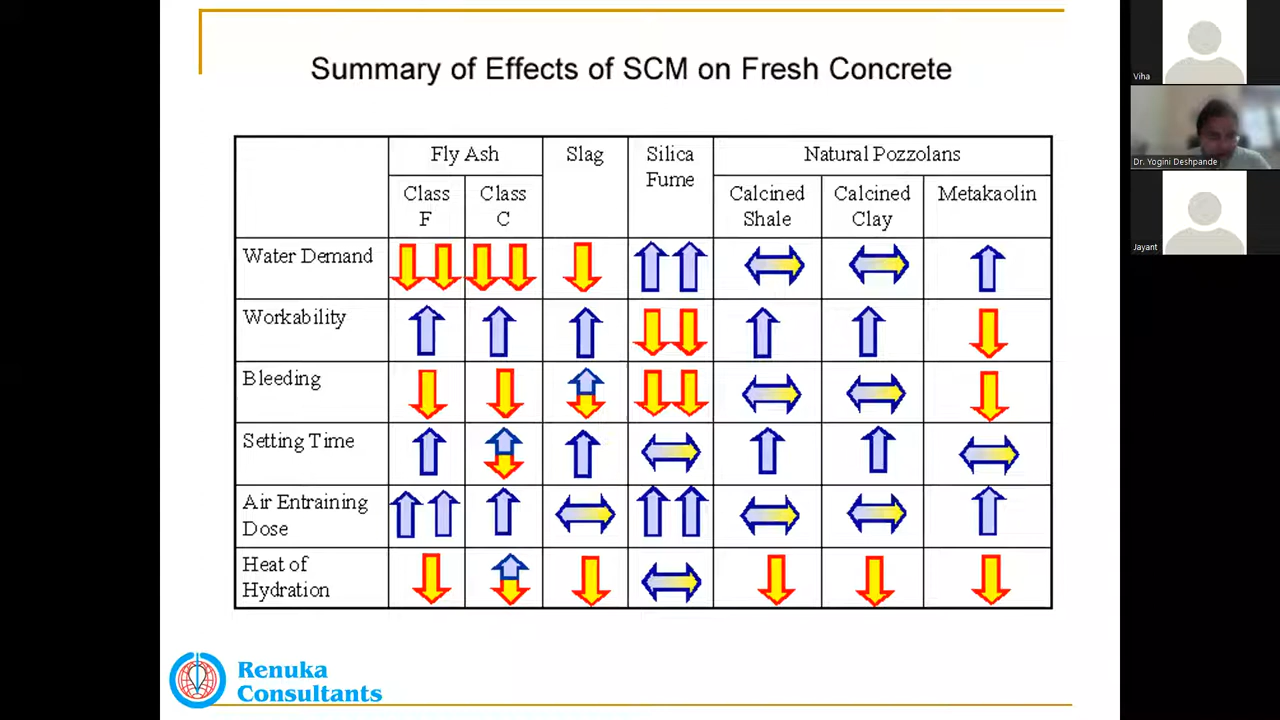 Summary of Effects of SCM on Fresh Concrete
Fly Ash
Slag
Silica
Fume
Natural Pozzolans
Class
F
Class
C
Calcined
Shale
Calcined
Clay
Metakaolin
Water Demand
Workability
Bleeding
Setting Time
Air Entraining
Dose
Heat of
Hydration
Renuka
Consultants
Viha
Dr. Yogini Deshpande
Jayant